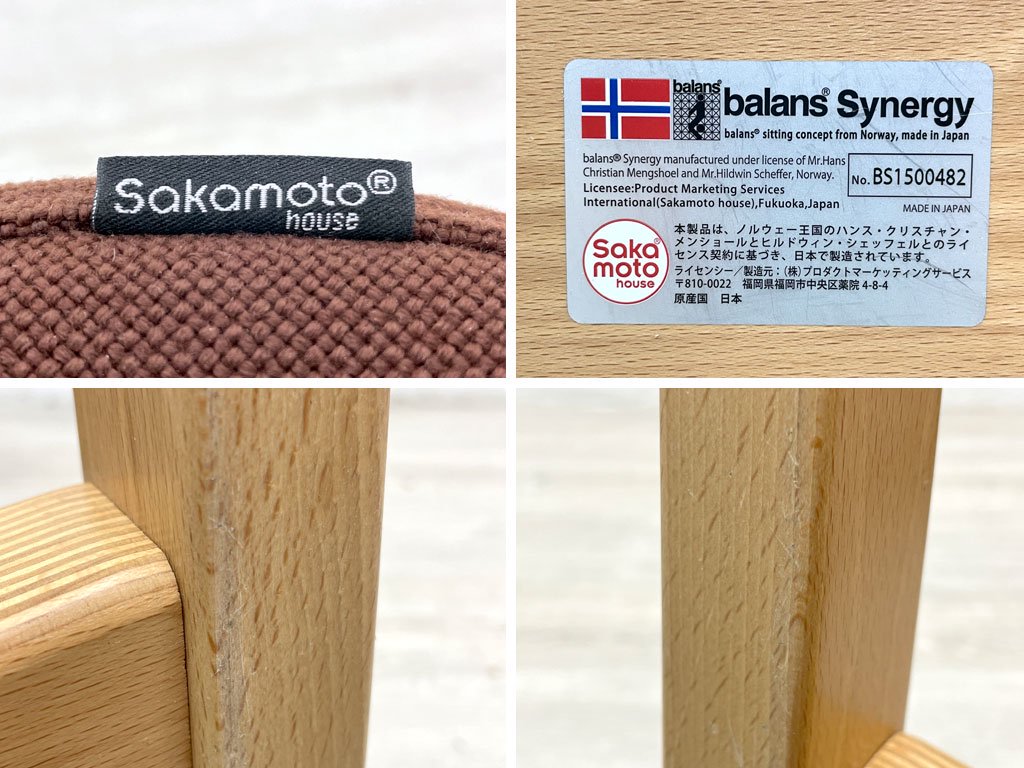 Sakamoto®
house
balans®
balans® Synergy
balans® sitting concept from Norway, made in Japan
balans® Synergy manufactured under license of Mr.Hans
Christian Mengshoel and Mr.Hildwin Scheffer, Norway.
Licensee:Product Marketing Services
International(Sakamoto house),Fukuoka,Japan
No. BS1500482
MADE IN JAPAN
Saka®
moto
house
本製品は、ノルウェー王国のハンス・クリスチャン・
メンショールとヒルドウィン・シェッフェルとのライ
センス契約に基づき、日本で製造されています。
ライセンシー/製造元:(株)プロダクトマーケッティングサービス
〒810-0022 福岡県福岡市中央区薬院 4-8-4
原産国 日本